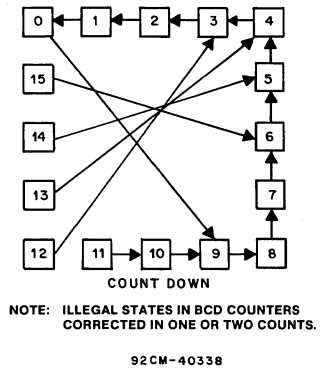 0 1 2 3 4
15 5
14 6
13 7
12 11 10 9 8
COUNT DOWN
NOTE: ILLEGAL STATES IN BCD COUNTERS
CORRECTED IN ONE OR TWO COUNTS.
92CM-40338